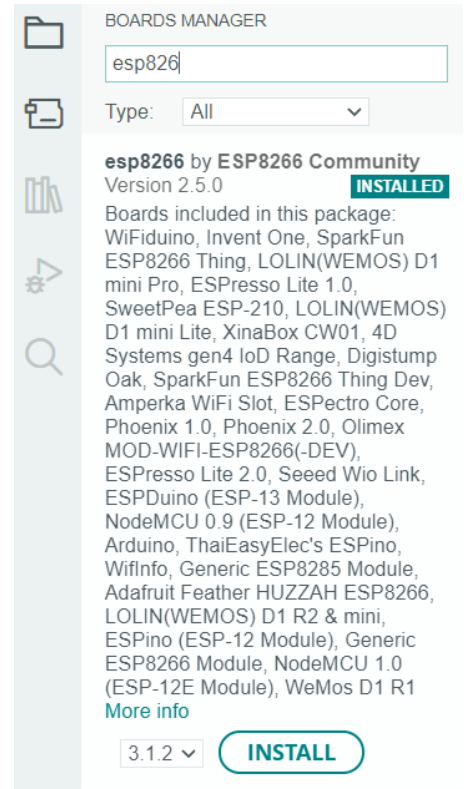 BOARDS MANAGER
esp826
Type: All
esp8266 by ESP8266 Community
Version 2.5.0 INSTALLED
Boards included in this package:
WiFiduino, Invent One, SparkFun
ESP8266 Thing, LOLIN(WEMOS) D1
mini Pro, ESPresso Lite 1.0,
SweetPea ESP-210, LOLIN(WEMOS)
D1 mini Lite, XinaBox CW01, 4D
Systems gen4 IoD Range, Digistump
Oak, SparkFun ESP8266 Thing Dev,
Amperka WiFi Slot, ESPectro Core,
Phoenix 1.0, Phoenix 2.0, Olimex
MOD-WIFI-ESP8266(-DEV),
ESPresso Lite 2.0, Seeed Wio Link,
ESPDuino (ESP-13 Module),
NodeMCU 0.9 (ESP-12 Module),
Arduino, ThaiEasyElec's ESPino,
WifInfo, Generic ESP8285 Module,
Adafruit Feather HUZZAH ESP8266,
LOLIN(WEMOS) D1 R2 & mini,
ESPino (ESP-12 Module), Generic
ESP8266 Module, NodeMCU 1.0
(ESP-12E Module), WeMos D1 R1
More info
3.1.2 INSTALL